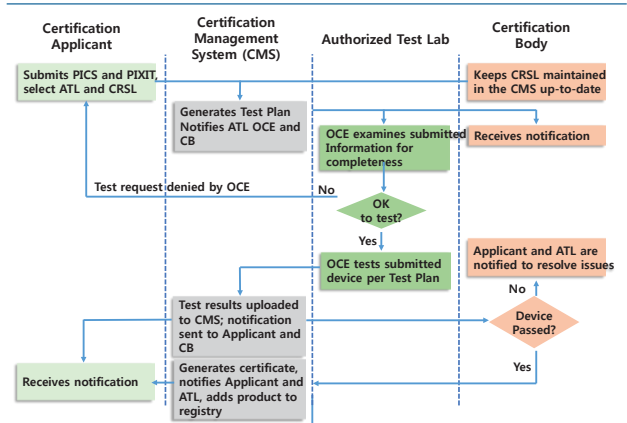 Certification
Applicant
Certification
Management
System (CMS)
Authorized Test Lab
Certification
Body
Submits PICS and PIXIT,
select ATL and CRSL
Keeps CRSL maintained
in the CMS up-to-date
Generates Test Plan
Notifies ATL OCE and
CB
OCE examines submitted
Information for
completeness
Receives notification
Test request denied by OCE
No
OK
to test?
Yes
OCE tests submitted
device per Test Plan
Applicant and ATL are
notified to resolve issues
No
Test results uploaded
to CMS; notification
sent to Applicant and
CB
Device
Passed?
Yes
Receives notification
Generates certificate,
notifies Applicant and
ATL, adds product to
registry